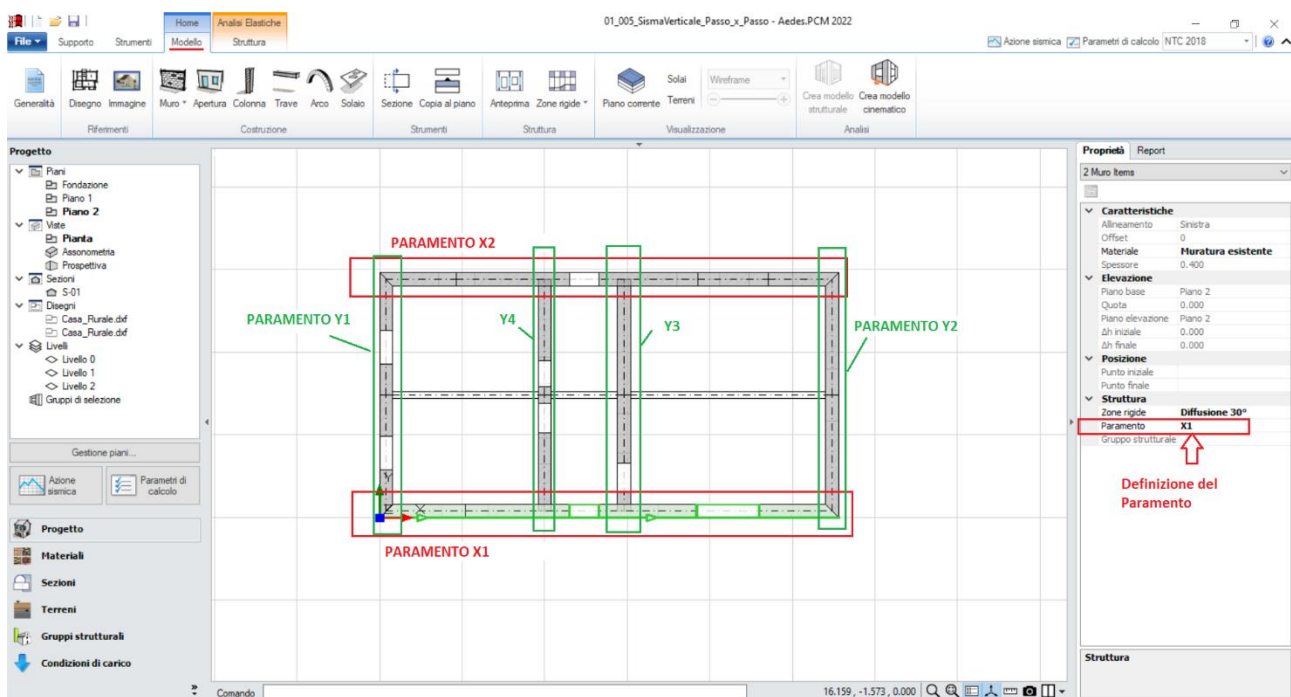 01_005_SismaVerticale_Passo_x_Passo - Aedes.PCM 2022
Home
Analisi Elastiche
File
Supporto
Strumenti
Modello
Struttura
Azione sismica
Parametri di calcolo
NTC 2018
Generalità
Disegno
Immagine
Muro
Apertura
Colonna
Trave
Arco
Solaio
Sezione
Copia al piano
Anteprima
Zone rigide
Piano corrente
Solai
Wireframe
Terreni
Crea modello
strutturale
Crea modello
cinematico
Riferimenti
Costruzione
Strumenti
Struttura
Visualizzazione
Analisi
Progetto
Piani
Fondazione
Piano 1
Piano 2
Viste
Pianta
Assonometria
Prospettiva
Sezioni
S-01
Disegni
Casa_Rurale.dxf
Casa_Rurale.dxf
Livelli
Livello 0
Livello 1
Livello 2
Gruppi di selezione
Gestione piani...
Azione
sismica
Parametri di
calcolo
Progetto
Materiali
Sezioni
Terreni
Gruppi strutturali
Condizioni di carico
PARAMENTO X2
PARAMENTO Y1
Y4
Y3
PARAMENTO Y2
Y
X
PARAMENTO X1
Comando
16.159 , -1.573 , 0.000
Proprietà
Report
2 Muro Items
Caratteristiche
Allineamento Sinistra
Offset 0
Materiale Muratura esistente
Spessore 0.400
Elevazione
Piano base Piano 2
Quota 0.000
Piano elevazione Piano 2
Δh iniziale 0.000
Δh finale 0.000
Posizione
Punto iniziale
Punto finale
Struttura
Zone rigide Diffusione 30°
Paramento X1
Gruppo strutturale
Definizione del
Paramento
Struttura